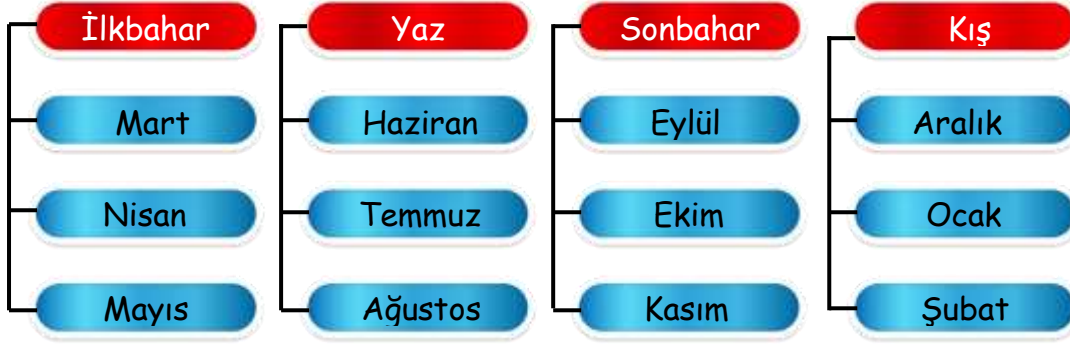 İlkbahar
Mart
Nisan
Mayıs
Yaz
Haziran
Temmuz
Ağustos
Sonbahar
Eylül
Ekim
Kasım
Kış
Aralık
Ocak
Şubat